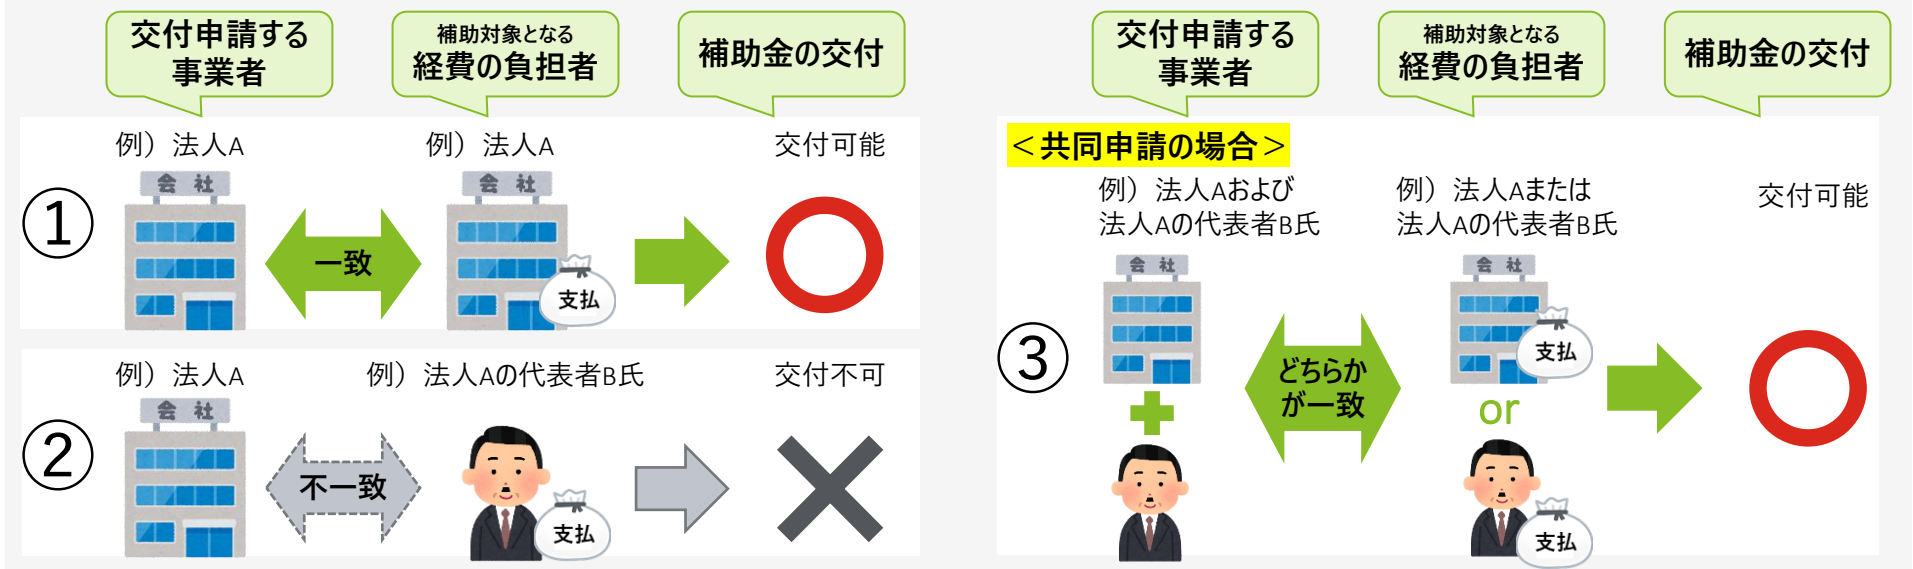 交付申請する
事業者
補助対象となる
経費の負担者
補助金の交付
①
例）法人A
会 社
一致
例）法人A
会 社
支払
交付可能
②
例）法人A
会 社
不一致
例）法人Aの代表者B氏
支払
交付不可
交付申請する
事業者
補助対象となる
経費の負担者
補助金の交付
＜共同申請の場合＞
③
例）法人Aおよび
法人Aの代表者B氏
会 社
どちらか
が一致
例）法人Aまたは
法人Aの代表者B氏
会 社
支払
or
支払
交付可能